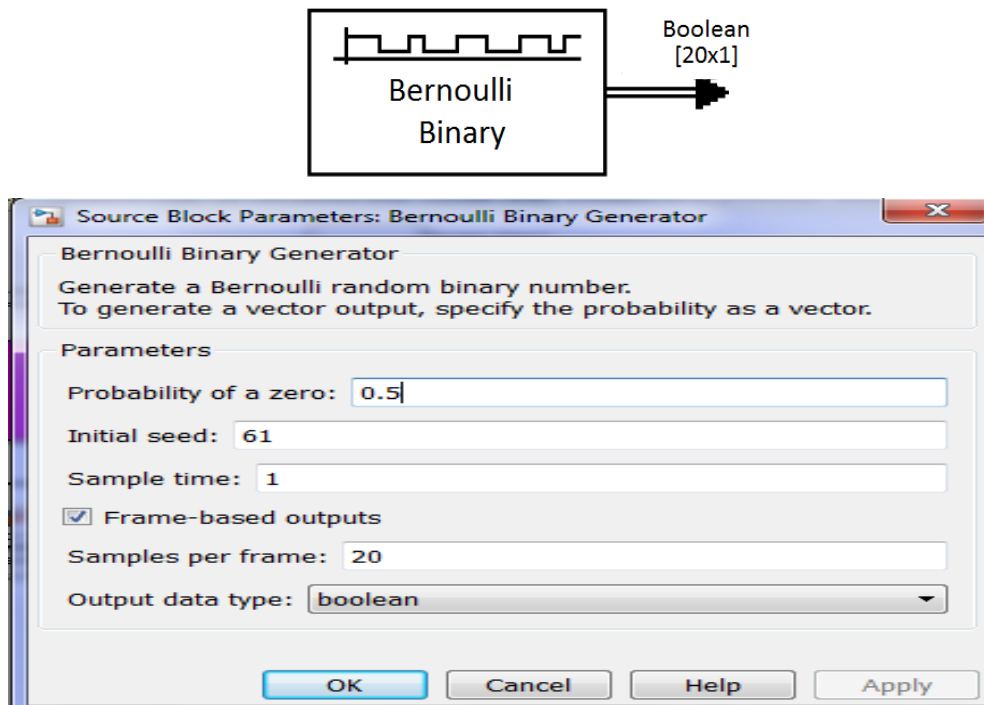 Bernoulli
Binary
Boolean
[20x1]
Source Block Parameters: Bernoulli Binary Generator
Bernoulli Binary Generator
Generate a Bernoulli random binary number.
To generate a vector output, specify the probability as a vector.
Parameters
Probability of a zero: 0.5
Initial seed: 61
Sample time: 1
Frame-based outputs
Samples per frame: 20
Output data type: boolean
OK Cancel Help Apply